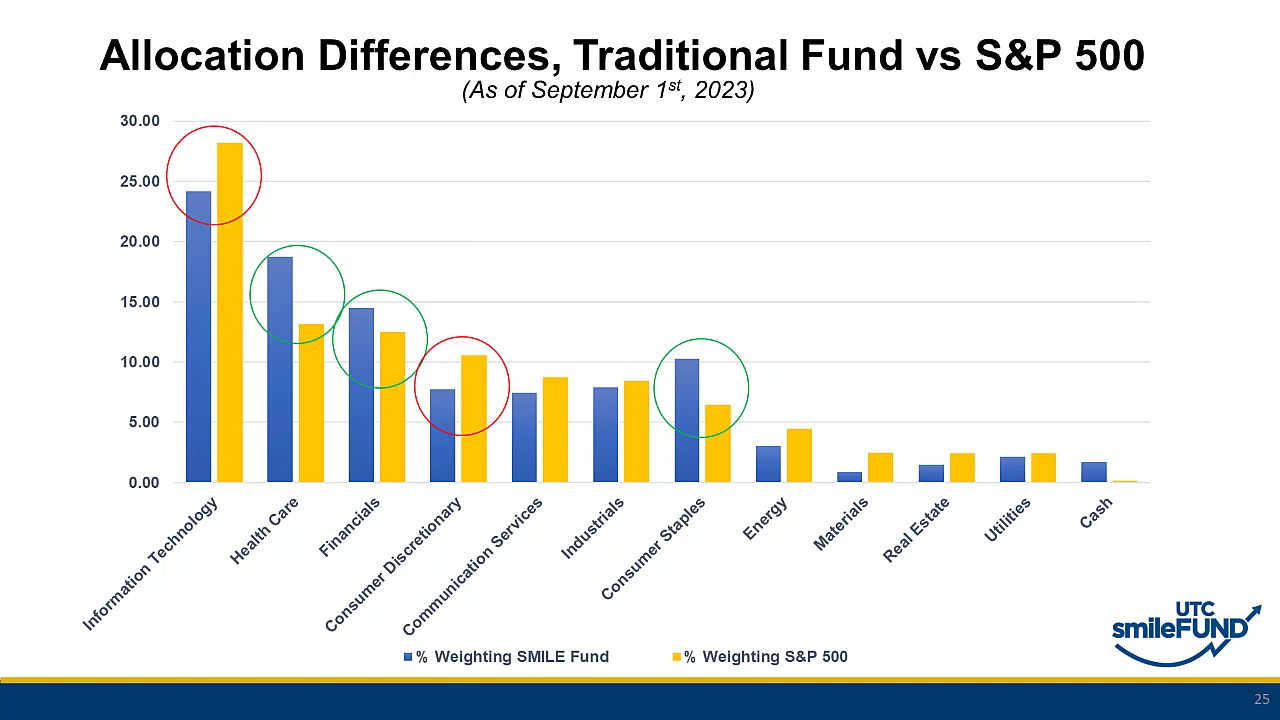 Allocation Differences, Traditional Fund vs S&P 500
(As of September 1st, 2023)
30.00
25.00
20.00
15.00
10.00
5.00
0.00
Information Technology
Health Care
Financials
Consumer Discretionary
Communication Services
Industrials
Consumer Staples
Energy
Materials
Real Estate
Utilities
Cash
% Weighting SMILE Fund
% Weighting S&P 500
UTC
smileFUND
25